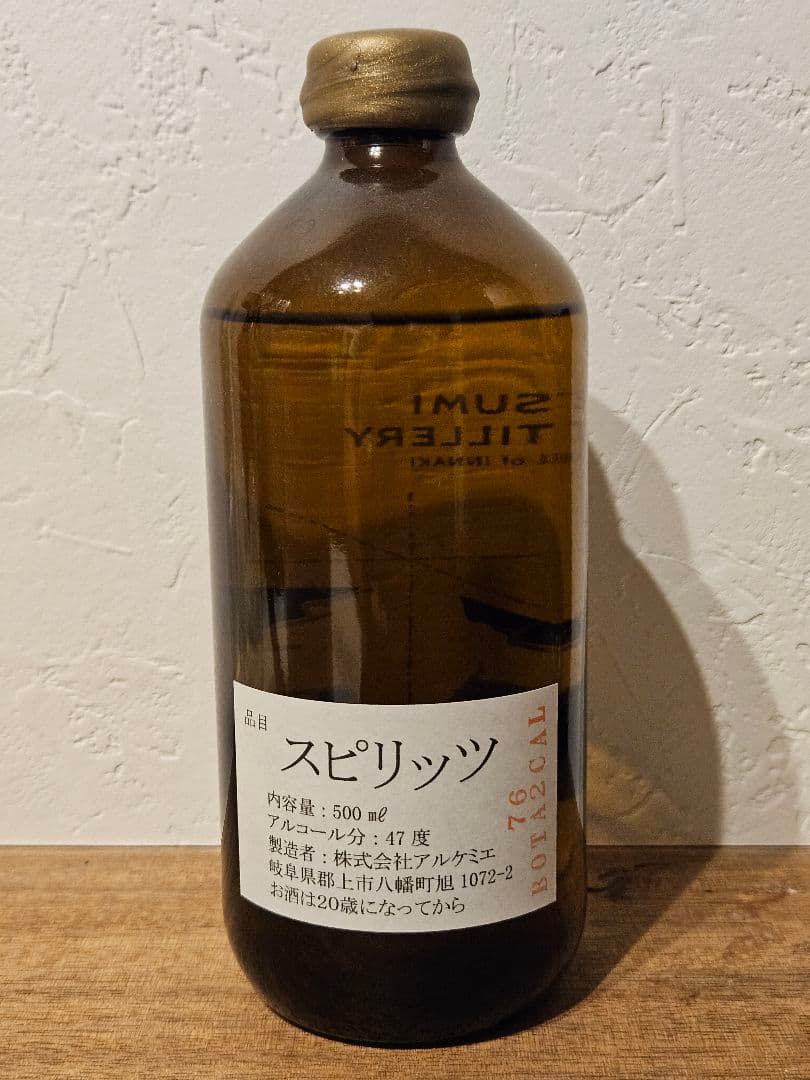 SUMI
TILLERY
of INNAKI
品目
スピリッツ
内容量：500 ㎖
アルコール分：47 度
製造者：株式会社アルケミエ
岐阜県郡上市八幡町旭 1072-2
お酒は20歳になってから
76
BOTA2CAL